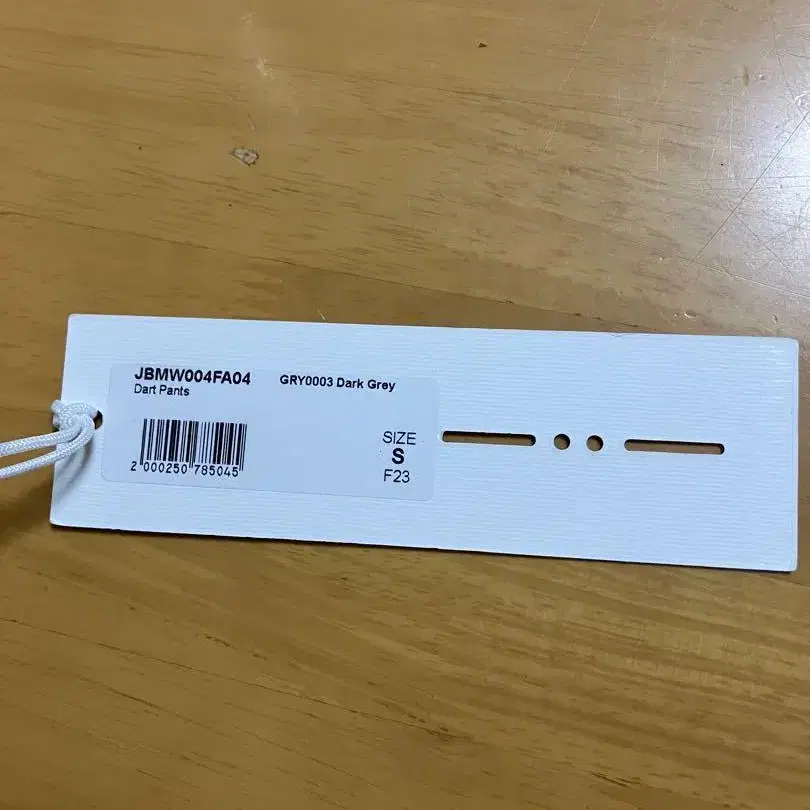 JBMW004FA04 GRY0003 Dark Grey
Dart Pants
2 000250 785045
SIZE
S
F23